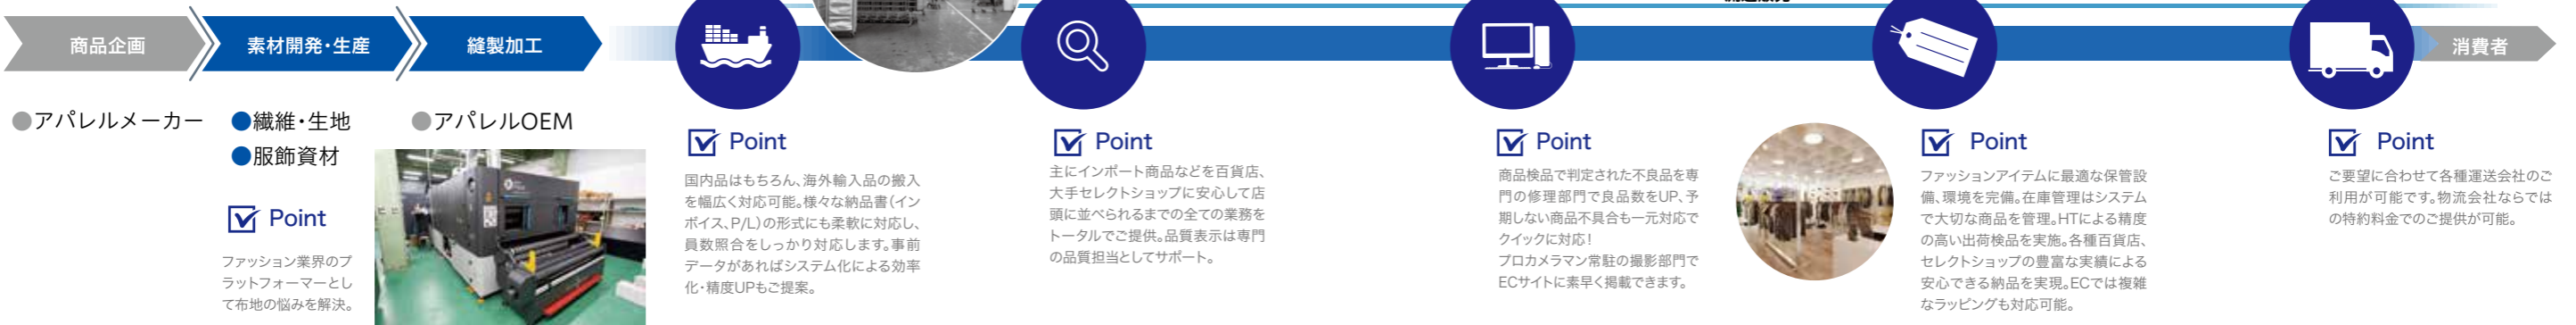 商品企画
素材開発・生産
縫製加工
消費者
●アパレルメーカー
●繊維・生地
●服飾資材
●アパレルOEM
Point
ファッション業界のプ
ラットフォーマーとし
て布地の悩みを解決。
Point
国内品はもちろん、海外輸入品の搬入
を幅広く対応可能。様々な納品書(イン
ボイス、P/L)の形式にも柔軟に対応し、
員数照合をしっかり対応します。事前
データがあればシステム化による効率
化・精度UPもご提案。
Point
主にインポート商品などを百貨店、
大手セレクトショップに安心して店
頭に並べられるまでの全ての業務を
トータルでご提供。品質表示は専門
の品質担当としてサポート。
Point
商品検品で判定された不良品を専
門の修理部門で良品数をUP、予
期しない商品不具合も一元対応で
クイックに対応!
プロカメラマン常駐の撮影部門で
ECサイトに素早く掲載できます。
Point
ファッションアイテムに最適な保管設
備、環境を完備。在庫管理はシステム
で大切な商品を管理。HTによる精度
の高い出荷検品を実施。各種百貨店、
セレクトショップの豊富な実績による
安心できる納品を実現。ECでは複雑
なラッピングも対応可能。
Point
ご要望に合わせて各種運送会社のご
利用が可能です。物流会社ならでは
の特約料金でのご提供が可能。